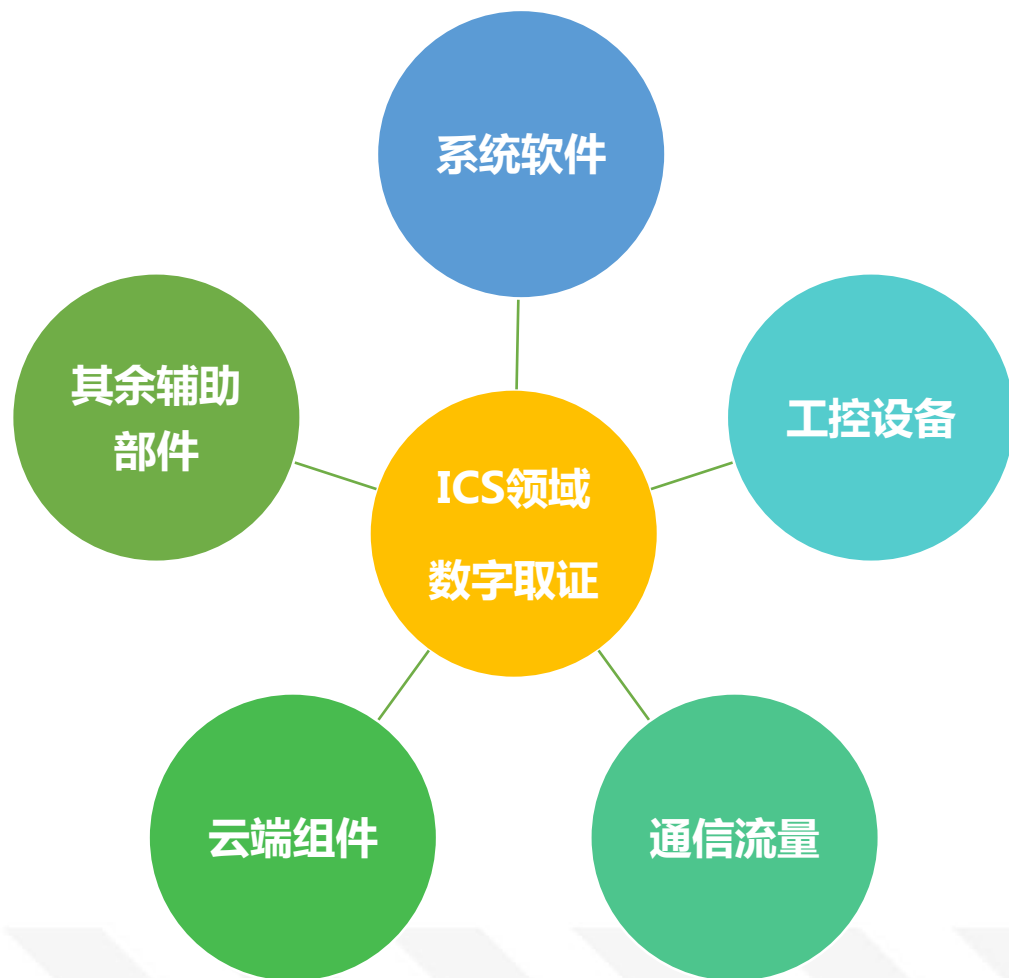 系统软件
其余辅助
部件
工控设备
ICS领域
数字取证
云端组件
通信流量